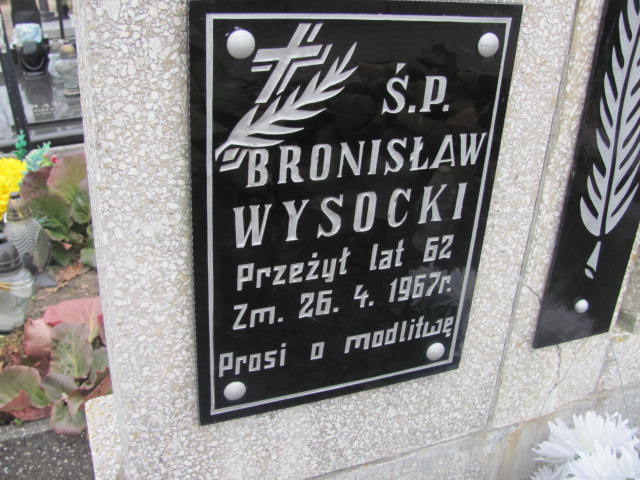 Ś.P.
BRONISŁAW
WYSOCKI
Przeżył lat 62
Zm. 26. 4. 1967r.
Prosi o modlitwę